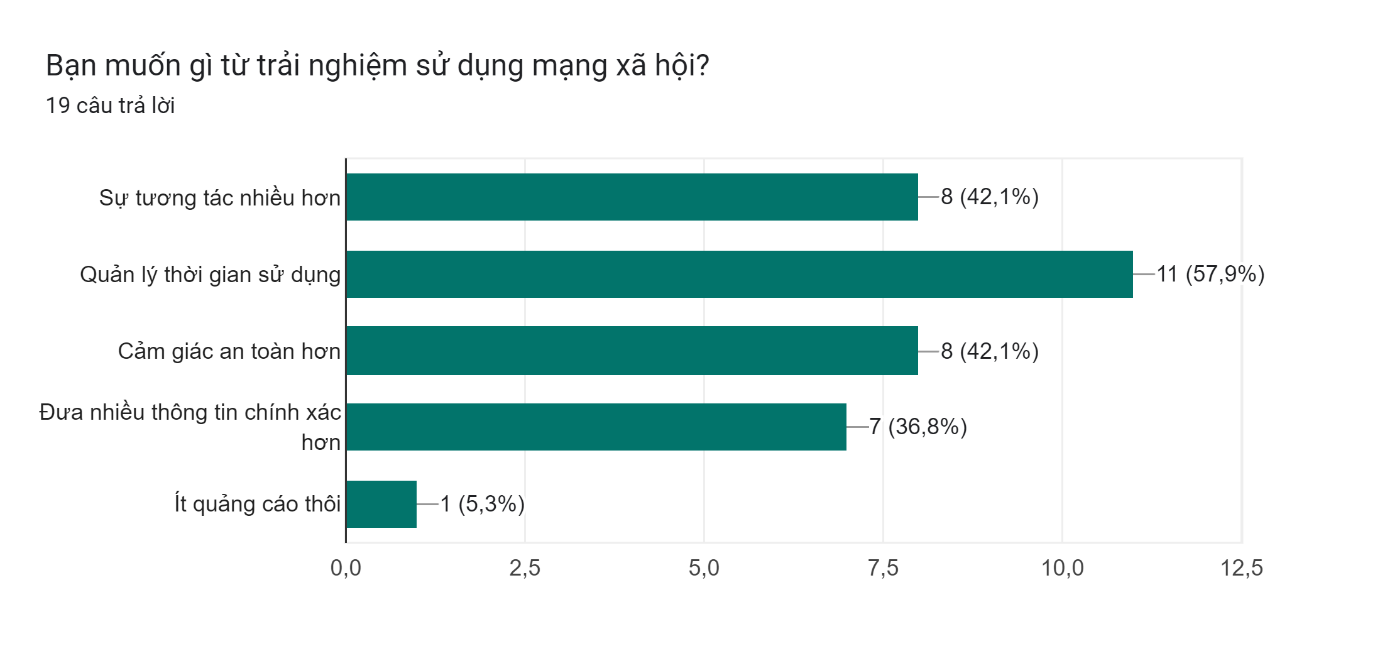 Bạn muốn gì từ trải nghiệm sử dụng mạng xã hội?
19 câu trả lời
Sự tương tác nhiều hơn
8 (42,1%)
Quản lý thời gian sử dụng
11 (57,9%)
Cảm giác an toàn hơn
8 (42,1%)
Đưa nhiều thông tin chính xác
hơn
7 (36,8%)
Ít quảng cáo thôi
1 (5,3%)
0,0
2,5
5,0
7,5
10,0
12,5